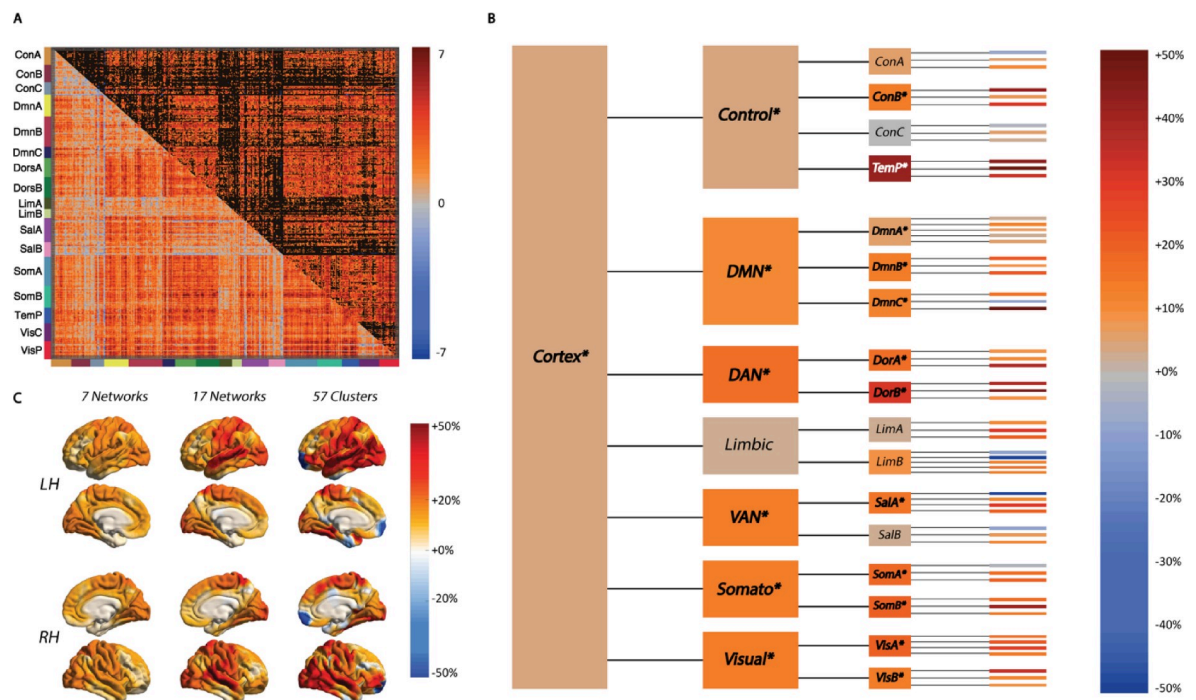 A
ConA
ConB
ConC
DmnA
DmnB
DmnC
DorsA
DorsB
LimA
LimB
SalA
SalB
SomA
SomB
TemP
VisC
VisP
7
0
-7
B
Cortex*
Control*
DMN*
DAN*
Limbic
VAN*
Somato*
Visual*
ConA
ConB*
ConC
TemP*
DmnA*
DmnB*
DmnC*
DorA*
DorB*
LimA
LimB
SalA*
SalB
SomA*
SomB*
VisA*
VisB*
+50%
+40%
+30%
+20%
+10%
+0%
-10%
-20%
-30%
-40%
-50%
C
7 Networks 17 Networks 57 Clusters
LH
RH
+50%
+20%
+0%
-20%
-50%